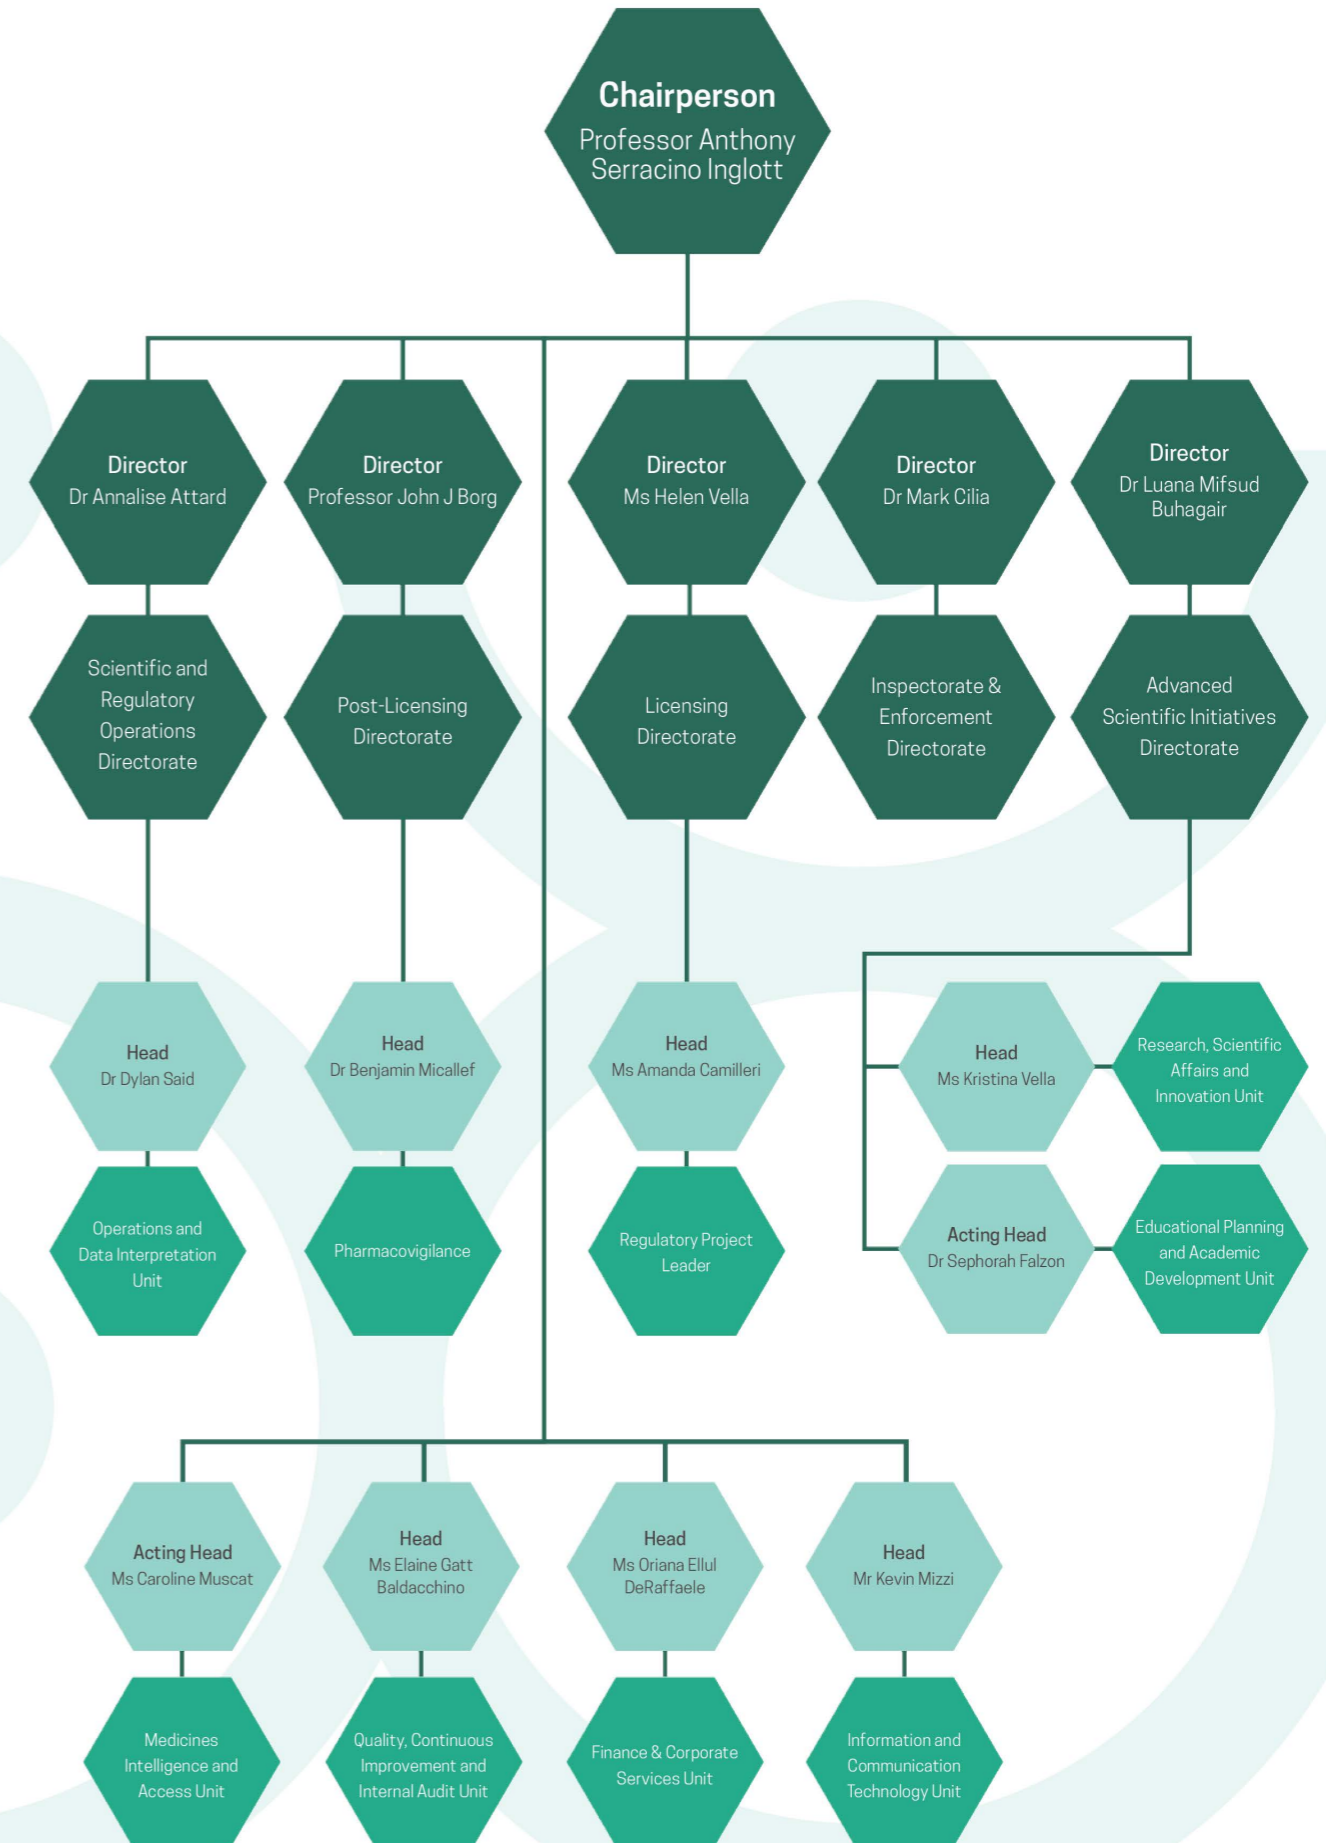 Chairperson
Professor Anthony
Serracino Inglott
Director
Dr Annalise Attard
Director
Professor John J Borg
Director
Ms Helen Vella
Director
Dr Mark Cilia
Director
Dr Luana Mifsud
Buhagair
Scientific and
Regulatory
Operations
Directorate
Post-Licensing
Directorate
Licensing
Directorate
Inspectorate &
Enforcement
Directorate
Advanced
Scientific Initiatives
Directorate
Head
Dr Dylan Said
Head
Dr Benjamin Micallef
Head
Ms Amanda Camilleri
Head
Ms Kristina Vella
Research, Scientific
Affairs and
Innovation Unit
Operations and
Data Interpretation
Unit
Pharmacovigilance
Regulatory Project
Leader
Acting Head
Dr Sephorah Falzon
Educational Planning
and Academic
Development Unit
Acting Head
Ms Caroline Muscat
Head
Ms Elaine Gatt
Baldacchino
Head
Ms Oriana Ellul
DeRaffaele
Head
Mr Kevin Mizzi
Medicines
Intelligence and
Access Unit
Quality, Continuous
Improvement and
Internal Audit Unit
Finance & Corporate
Services Unit
Information and
Communication
Technology Unit